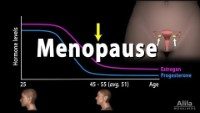 Menopause
Hormone levels
Estrogen
Progesterone
25
45 - 55 (avg. 51)
Age
Alila